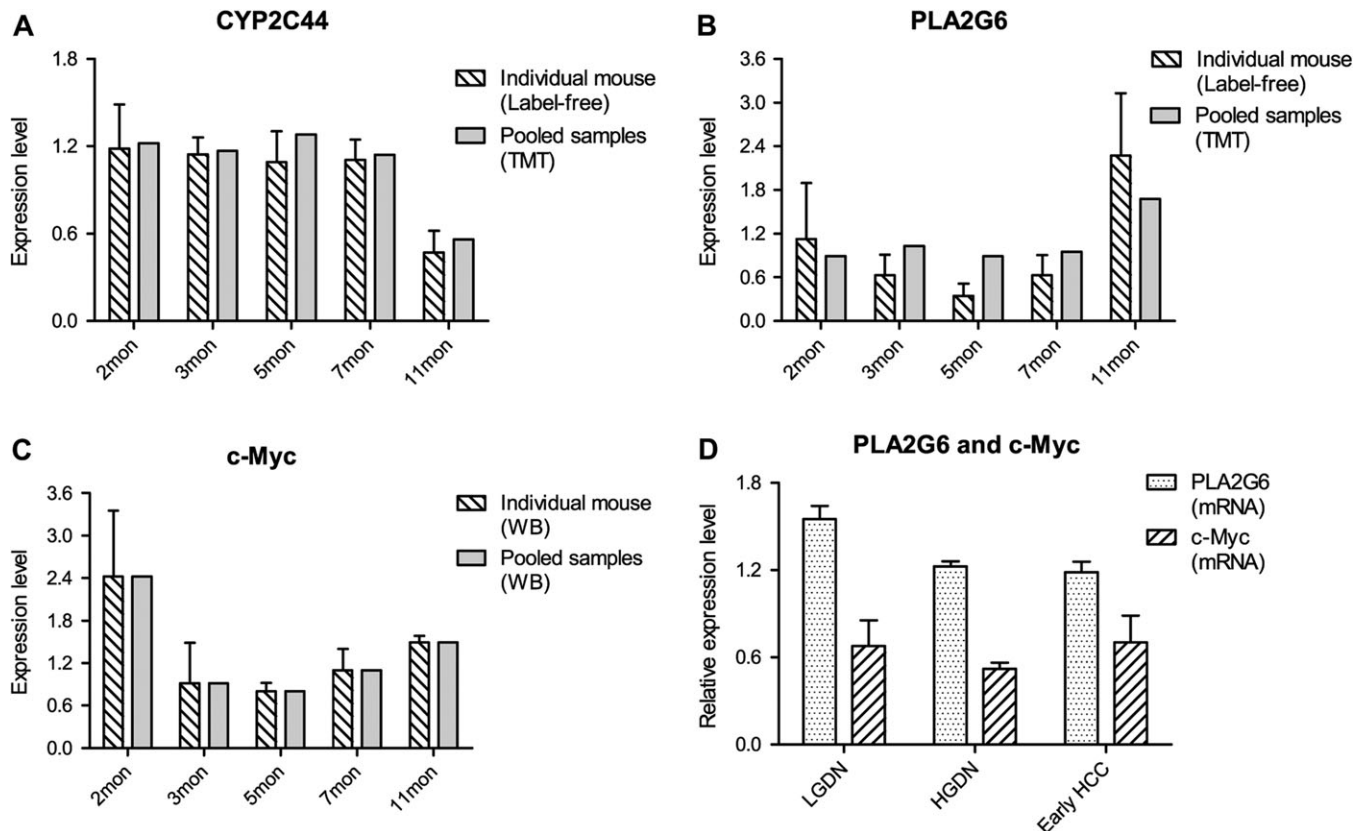 A
CYP2C44
Expression level
1.8
1.2
0.6
0.0
2mon
3mon
5mon
7mon
11mon
Individual mouse
(Label-free)
Pooled samples
(TMT)
B
PLA2G6
Expression level
3.6
3.0
2.4
1.8
1.2
0.6
0.0
2mon
3mon
5mon
7mon
11mon
Individual mouse
(Label-free)
Pooled samples
(TMT)
C
c-Myc
Expression level
3.6
3.0
2.4
1.8
1.2
0.6
0.0
2mon
3mon
5mon
7mon
11mon
Individual mouse
(WB)
Pooled samples
(WB)
D
PLA2G6 and c-Myc
Relative expression level
1.8
1.2
0.6
0.0
LGDN
HGDN
Early HCC
PLA2G6
(mRNA)
c-Myc
(mRNA)